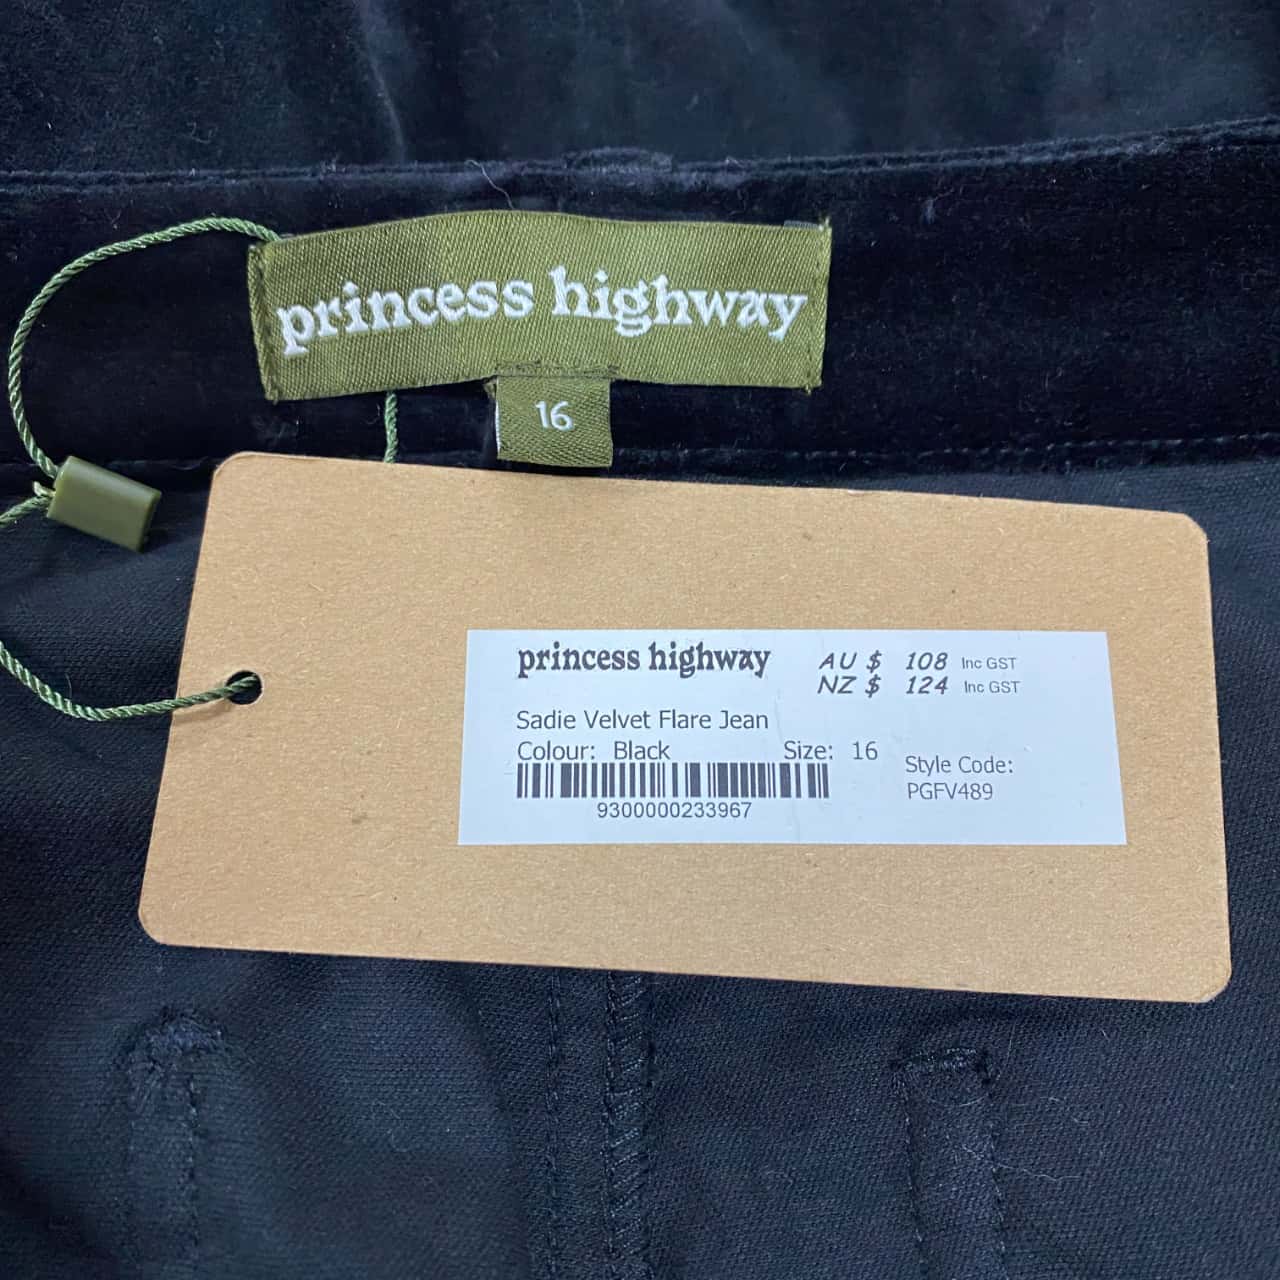 princess highway
16
princess highway AU $ 108 Inc GST
NZ $ 124 Inc GST
Sadie Velvet Flare Jean
Colour: Black Size: 16
Style Code:
PGFV489
9300000233967